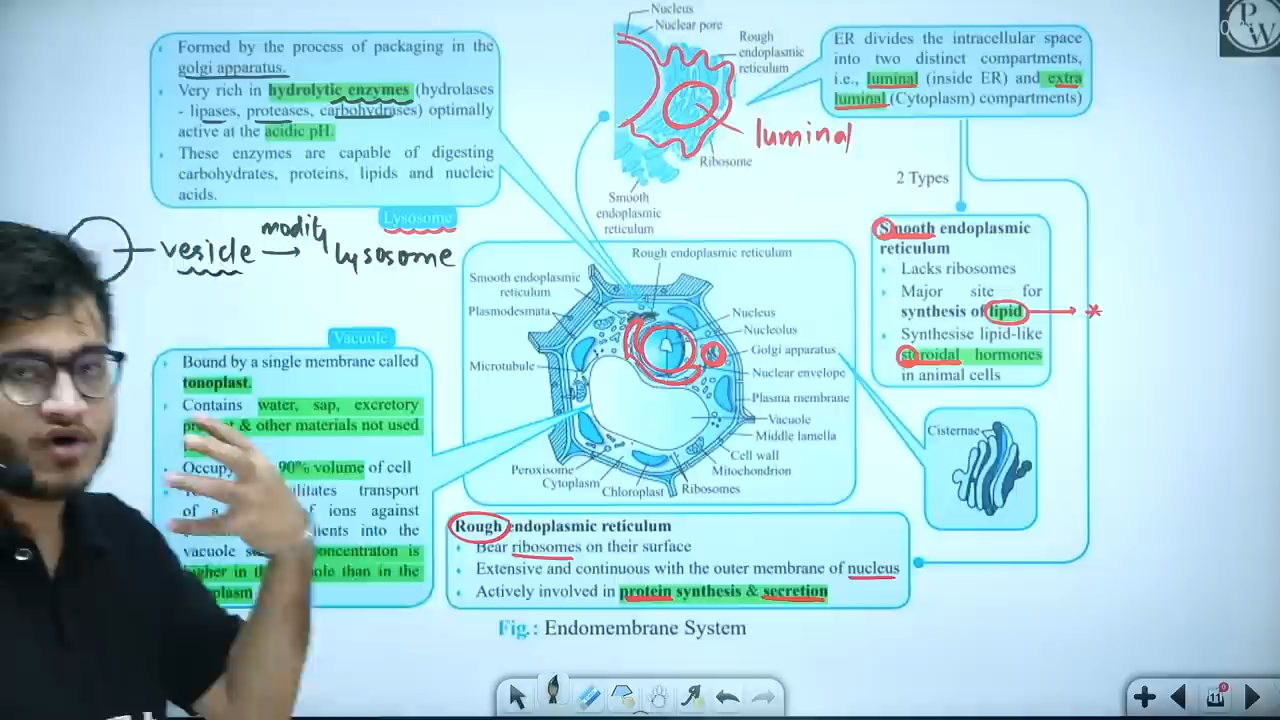 Formed by the process of packaging in the
golgi apparatus.
Very rich in hydrolytic enzymes (hydrolases
- lipases, proteases, carbohydrases) optimally
active at the acidic pH.
These enzymes are capable of digesting
carbohydrates, proteins, lipids and nucleic
acids.
Lysosome
vesicle → modify lysosome
Nucleus
Nuclear pore
Rough
endoplasmic
reticulum
luminal
Ribosome
Smooth
endoplasmic
reticulum
ER divides the intracellular space
into two distinct compartments,
i.e., luminal (inside ER) and extra
luminal (Cytoplasm) compartments)
PW
2 Types
Smooth endoplasmic
reticulum
Lacks ribosomes
Major site for
synthesis of lipid → *
Synthesise lipid-like
steroidal hormones
in animal cells
Vacuole
Bound by a single membrane called
tonoplast.
Contains water, sap, excretory
& other materials not used
Occupy 90% volume of cell
transport
ions against
into the
vacuole
than in the
Rough endoplasmic reticulum
Smooth endoplasmic
reticulum
Plasmodesmata
Microtubule
Peroxisome
Cytoplasm
Chloroplast
Ribosomes
Mitochondrion
Cell wall
Middle lamella
Vacuole
Plasma membrane
Nuclear envelope
Golgi apparatus
Nucleolus
Nucleus
Cisternae
Rough endoplasmic reticulum
Bear ribosomes on their surface
Extensive and continuous with the outer membrane of nucleus
Actively involved in protein synthesis & secretion
Fig.: Endomembrane System
11